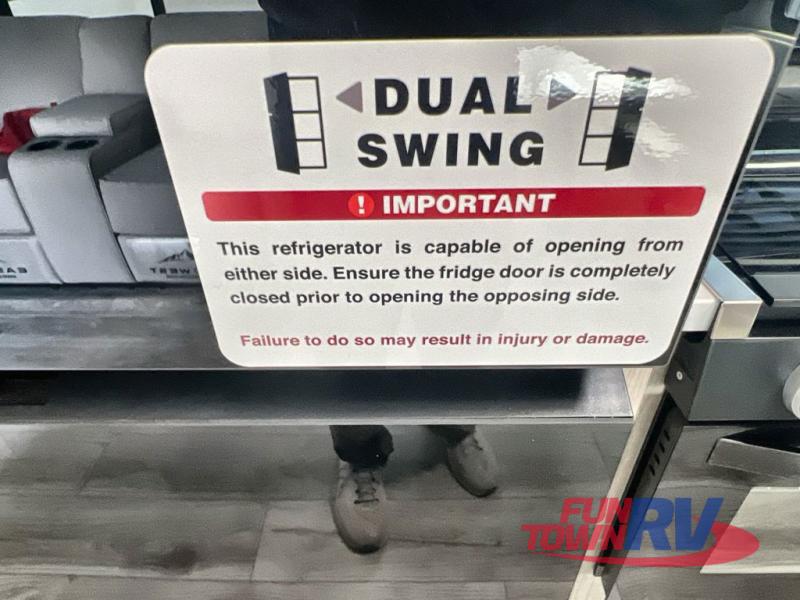 DUAL
SWING
! IMPORTANT
This refrigerator is capable of opening from
either side. Ensure the fridge door is completely
closed prior to opening the opposing side.
Failure to do so may result in injury or damage.
FUN
TOWN RV